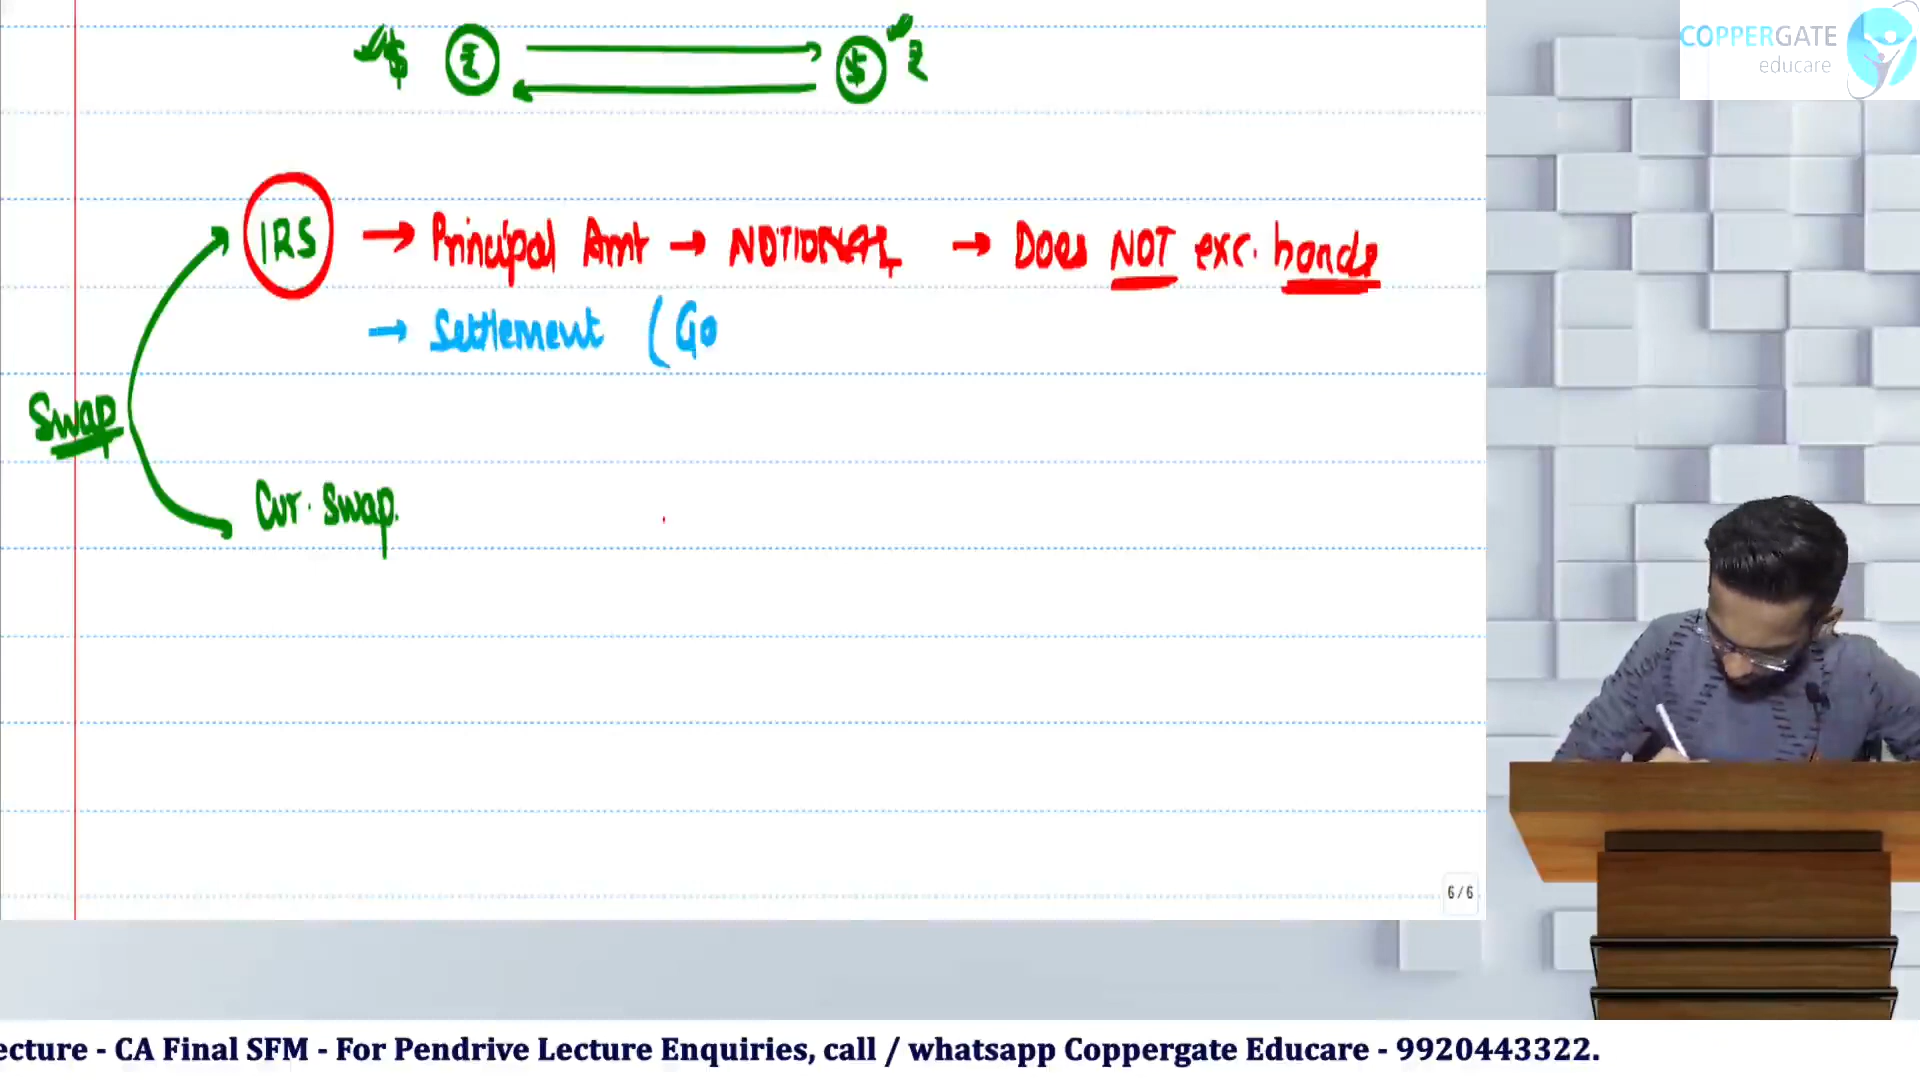 COPPERGATE
educare
$ ₹ $ ₹
IRS → Principal Amt → NOTIONAL → Does NOT exc. hands
→ Settlement (Go
Swap
Cur. Swap.
6/6
ecture - CA Final SFM - For Pendrive Lecture Enquiries, call / whatsapp Coppergate Educare - 9920443322.